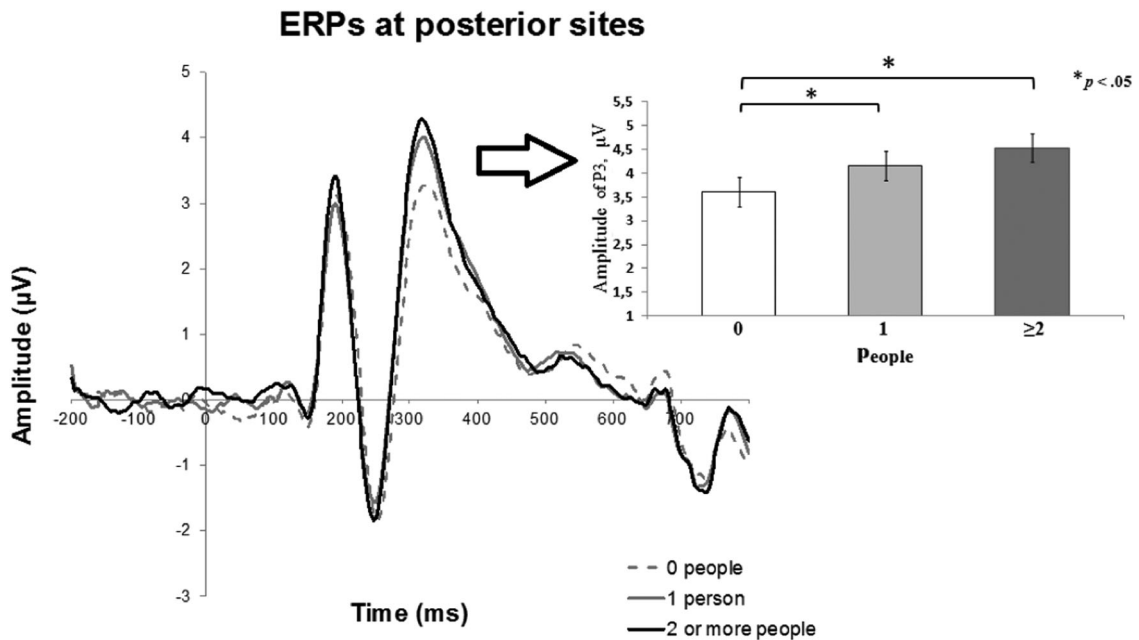 ERPs at posterior sites
Amplitude (µV)
5
4
3
2
1
0
-1
-2
-3
-200 -100 0 100 200 300 400 500 600 700
Time (ms)
* p < .05
*
*
Amplitude of P3, µV
5,5
5
4,5
4
3,5
3
2,5
2
1,5
1
0 1 ≥2
People
0 people
1 person
2 or more people